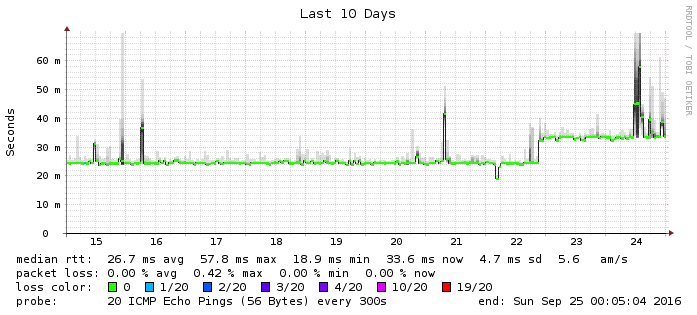 Last 10 Days
RRDTOOL / TOBI OETIKER
Seconds
60 m
50 m
40 m
30 m
20 m
10 m
0
15 16 17 18 19 20 21 22 23 24
median rtt: 26.7 ms avg 57.8 ms max 18.9 ms min 33.6 ms now 4.7 ms sd 5.6 am/s
packet loss: 0.00 % avg 0.42 % max 0.00 % min 0.00 % now
loss color: 0 1/20 2/20 3/20 4/20 10/20 19/20
probe: 20 ICMP Echo Pings (56 Bytes) every 300s end: Sun Sep 25 00:05:04 2016